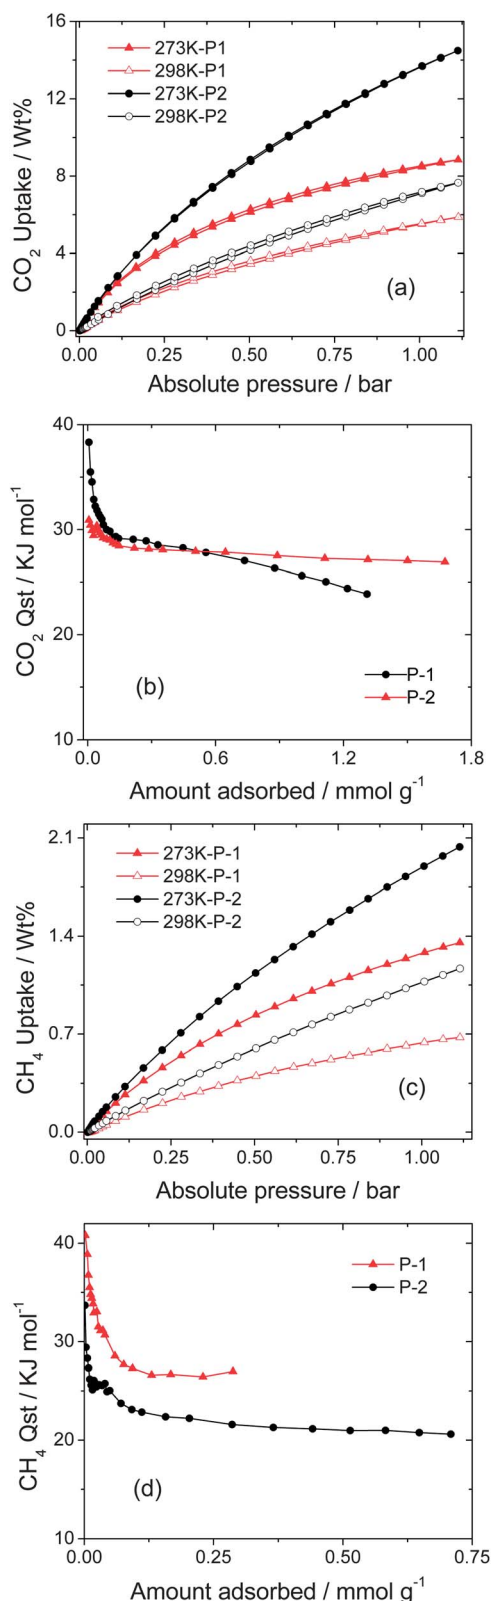 16
12
8
4
0
CO2 Uptake / Wt%
273K-P1
298K-P1
273K-P2
298K-P2
(a)
0.00 0.25 0.50 0.75 1.00
Absolute pressure / bar
40
30
20
10
CO2 Qst / KJ mol-1
P-1
P-2
(b)
0.00 0.6 1.2 1.8
Amount adsorbed / mmol g-1
2.1
1.4
0.7
0.0
CH4 Uptake / Wt%
273K-P-1
298K-P-1
273K-P-2
298K-P-2
(c)
0.00 0.25 0.50 0.75 1.00
Absolute pressure / bar
40
30
20
10
CH4 Qst / KJ mol-1
P-1
P-2
(d)
0.00 0.25 0.50 0.75
Amount adsorbed / mmol g-1